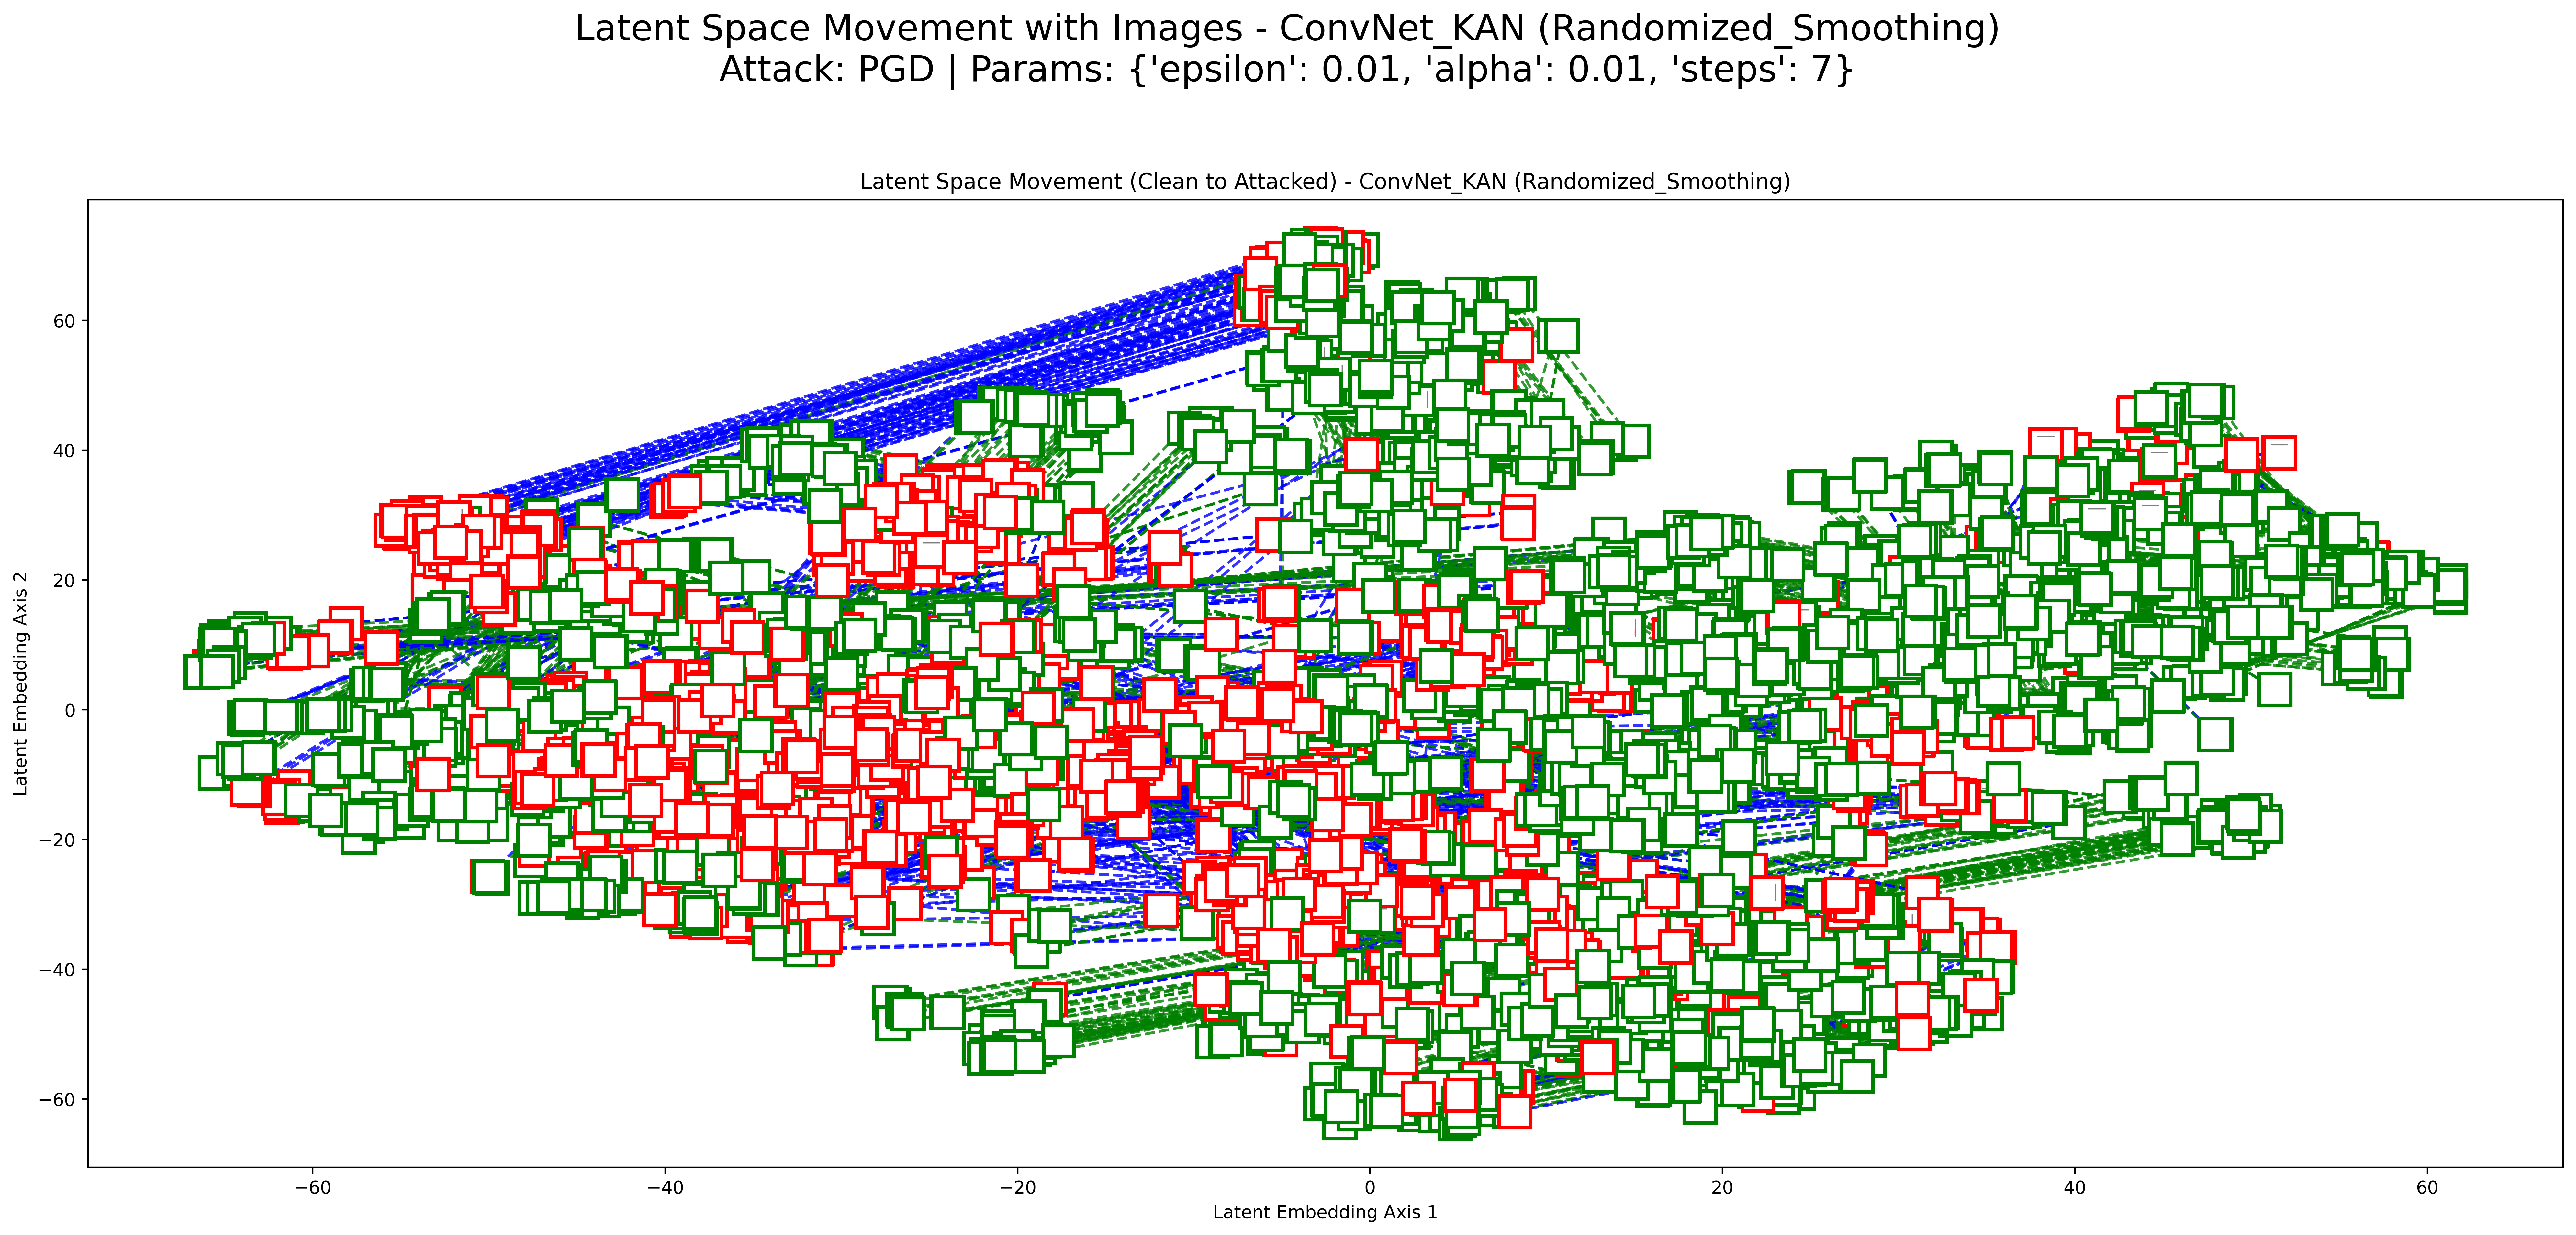 Latent Space Movement with Images - ConvNet_KAN (Randomized_Smoothing)
Attack: PGD | Params: {'epsilon': 0.01, 'alpha': 0.01, 'steps': 7}
Latent Space Movement (Clean to Attacked) - ConvNet_KAN (Randomized_Smoothing)
Latent Embedding Axis 2
60
40
20
0
−20
−40
−60
−60
−40
−20
0
20
40
60
Latent Embedding Axis 1